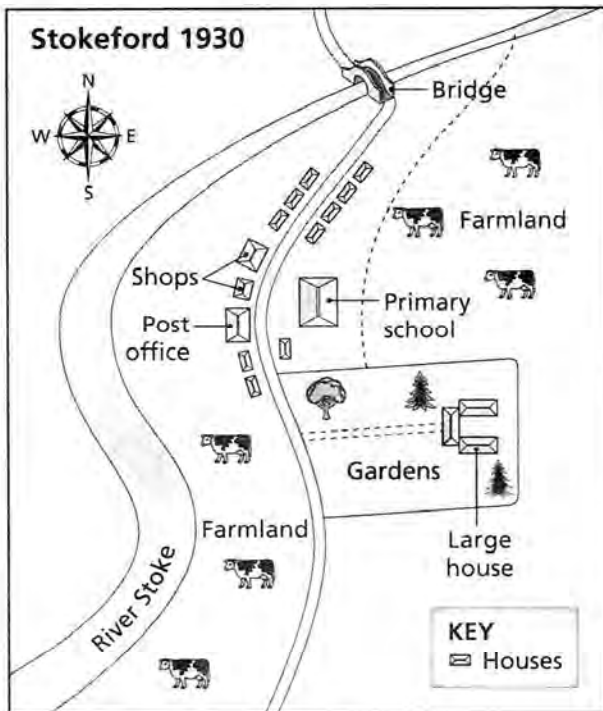 Stokeford 1930
N
W E
S
Bridge
Farmland
Shops
Primary
school
Post
office
Gardens
Farmland
Large
house
River Stoke
KEY
Houses